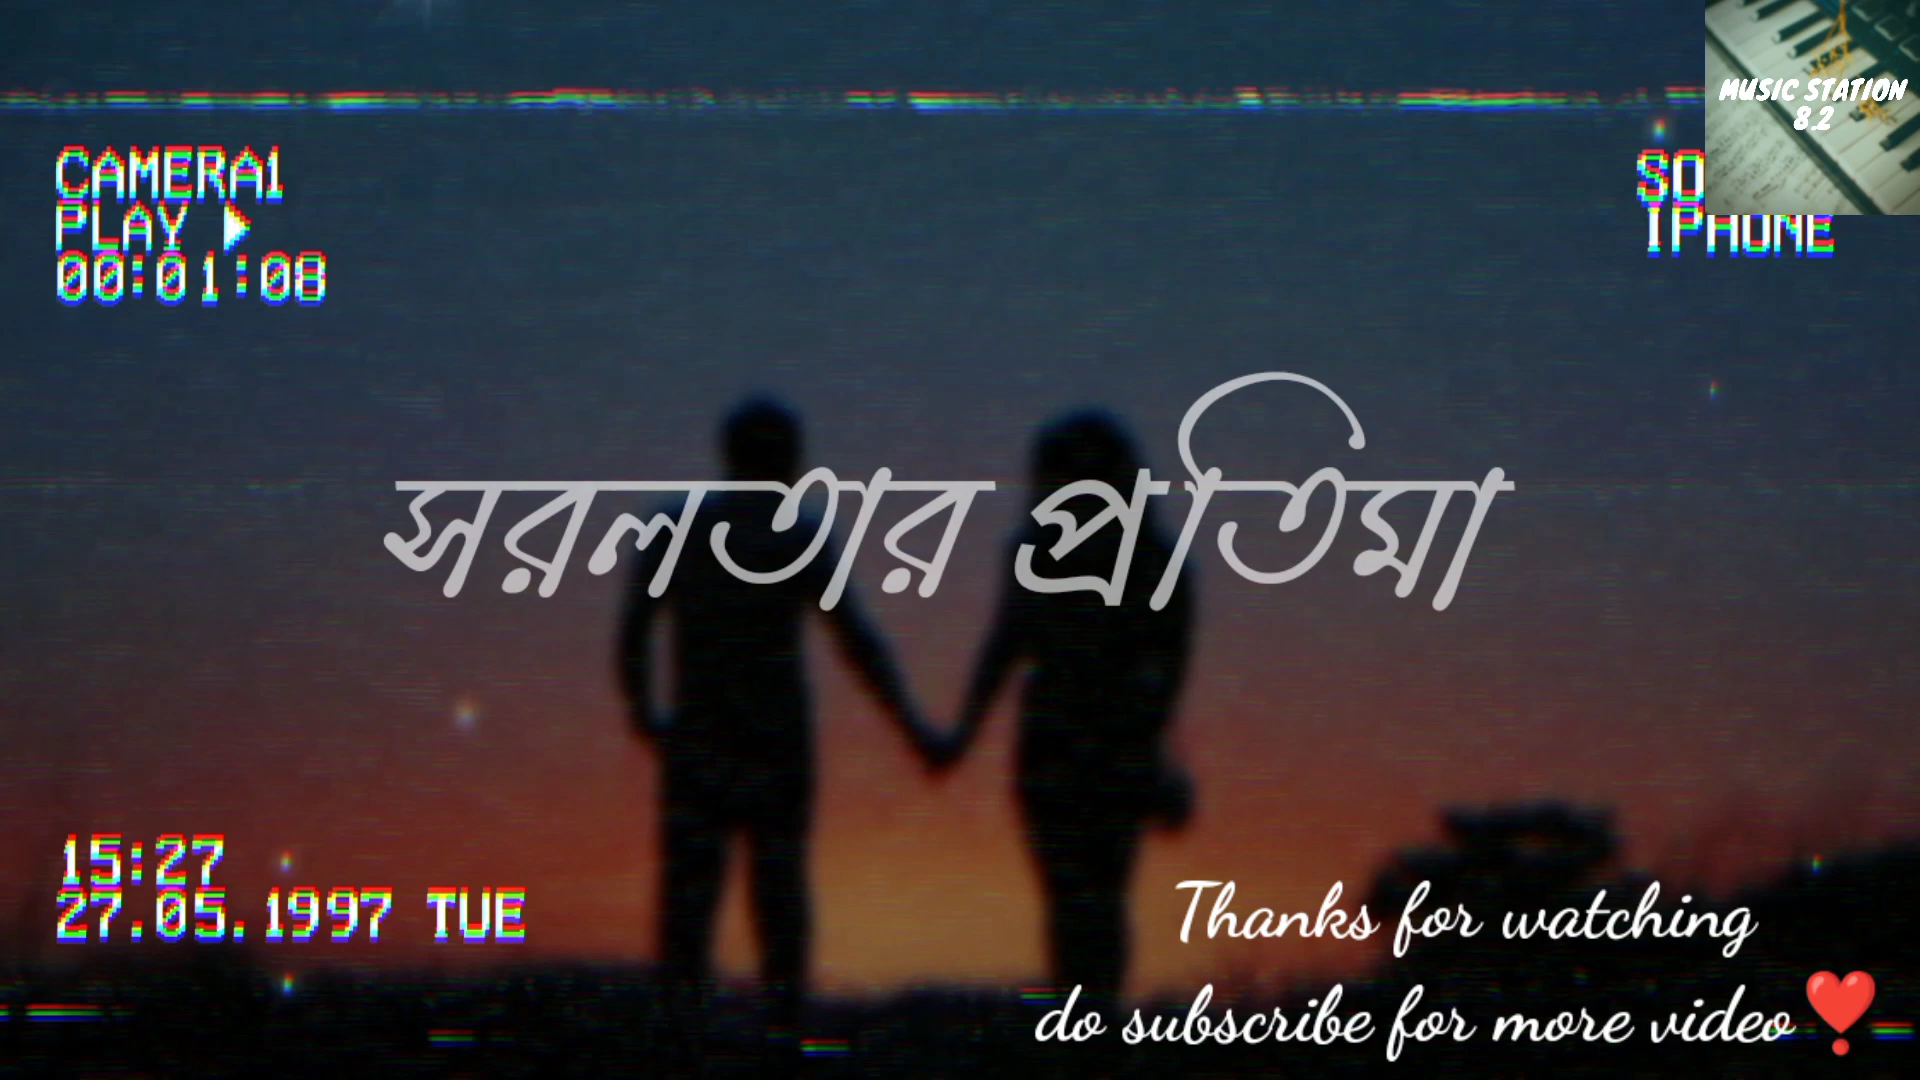 MUSIC STATION
8.2
CAMERA1
PLAY
00:01:08
IPHONE
সরলতার প্রতিমা
15:27
27.05.1997 TUE
Thanks for watching
do subscribe for more video